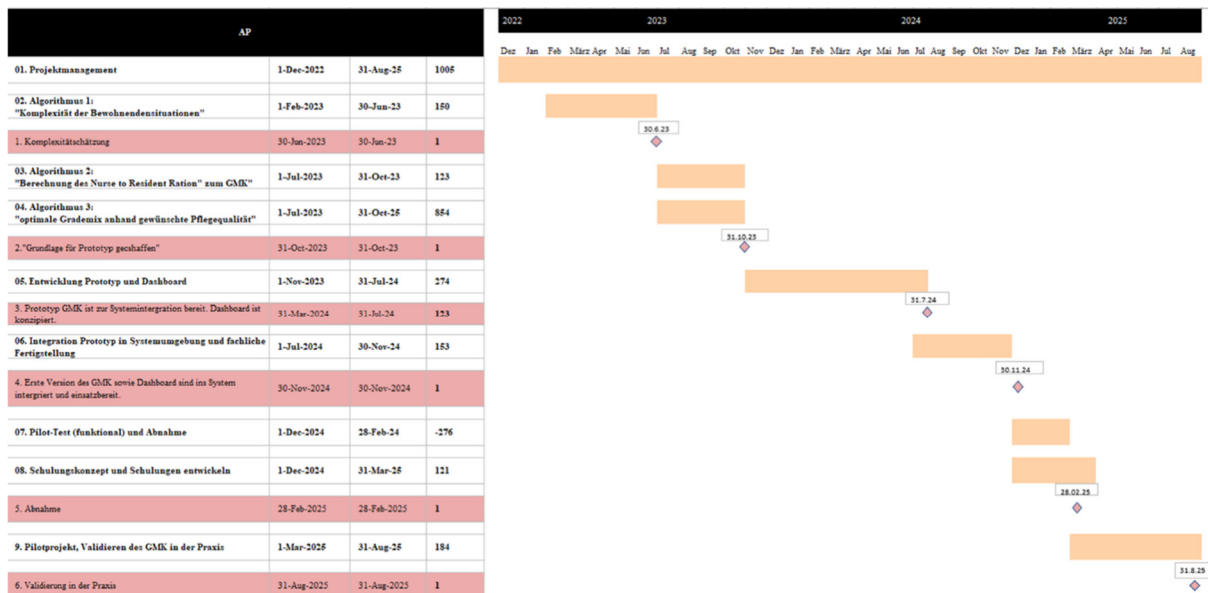 2022 2023 2024 2025
AP
Dez Jan Feb März Apr Mai Jun Jul Aug Sep Okt Nov Dez Jan Feb März Apr Mai Jun Jul Aug Sep Okt Nov Dez Jan Feb März Apr Mai Jun Jul Aug
01. Projektmanagement 1-Dec-2022 31-Aug-25 1005
02. Algorithmus 1:
"Komplexität der Bewohnendensituationen" 1-Feb-2023 30-Jun-23 150
30.6.23
1. Komplexitätschätzung 30-Jun-2023 30-Jun-23 1
03. Algorithmus 2:
"Berechnung des Nurse to Resident Ration" zum GMK" 1-Jul-2023 31-Oct-23 123
04. Algorithmus 3:
"optimale Grademix anhand gewünschte Pflegequalität" 1-Jul-2023 31-Oct-25 854
31.10.23
2."Grundlage für Prototyp gecshaffen" 31-Oct-2023 31-Oct-23 1
05. Entwicklung Prototyp und Dashboard 1-Nov-2023 31-Jul-24 274
31.7.24
3. Prototyp GMK ist zur Systemintergration bereit. Dashboard ist
konzipiert. 31-Mar-2024 31-Jul-24 123
06. Integration Prototyp in Systemumgebung und fachliche
Fertigstellung 1-Jul-2024 30-Nov-24 153
30.11.24
4. Erste Version des GMK sowie Dashboard sind ins System
intergriert und einsatzbereit. 30-Nov-2024 30-Nov-2024 1
07. Pilot-Test (funktional) und Abnahme 1-Dec-2024 28-Feb-24 -276
08. Schulungskonzept und Schulungen entwickeln 1-Dec-2024 31-Mar-25 121
28.02.25
5. Abnahme 28-Feb-2025 28-Feb-2025 1
9. Pilotprojekt, Validieren des GMK in der Praxis 1-Mar-2025 31-Aug-25 184
31.8.25
6. Validierung in der Praxis 31-Aug-2025 31-Aug-2025 1